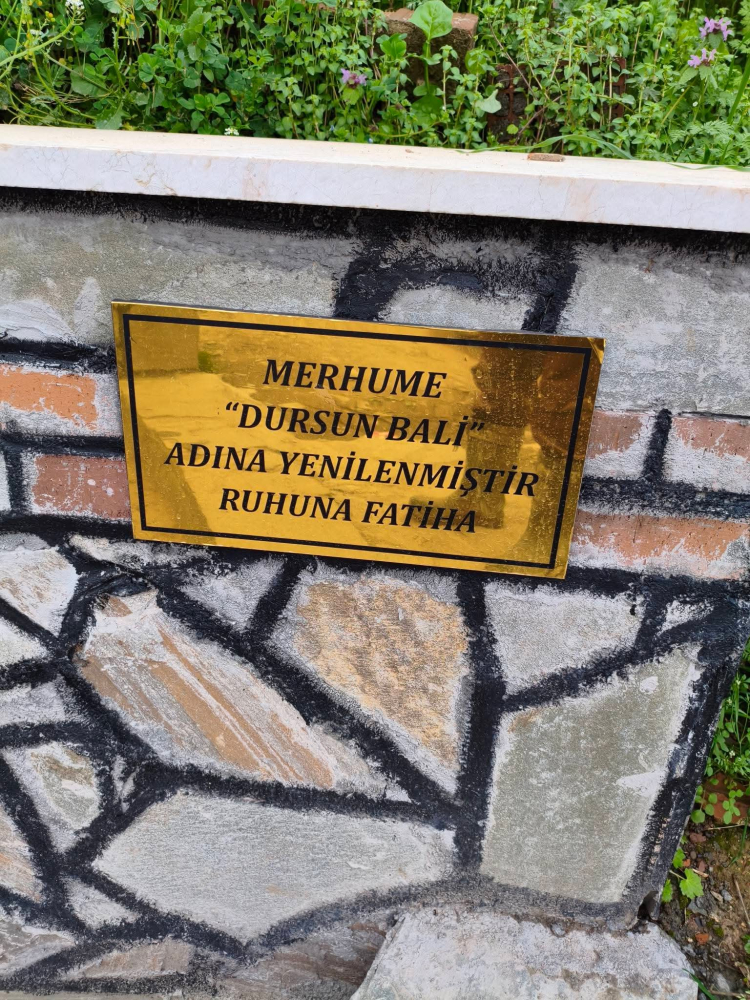 MERHUME
“DURSUN BALİ”
ADINA YENİLENMİŞTİR
RUHUNA FATİHA